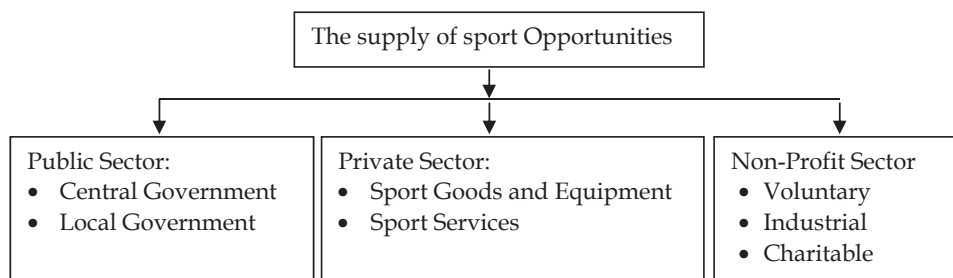 The supply of sport Opportunities
Public Sector:
• Central Government
• Local Government
Private Sector:
• Sport Goods and Equipment
• Sport Services
Non-Profit Sector
• Voluntary
• Industrial
• Charitable